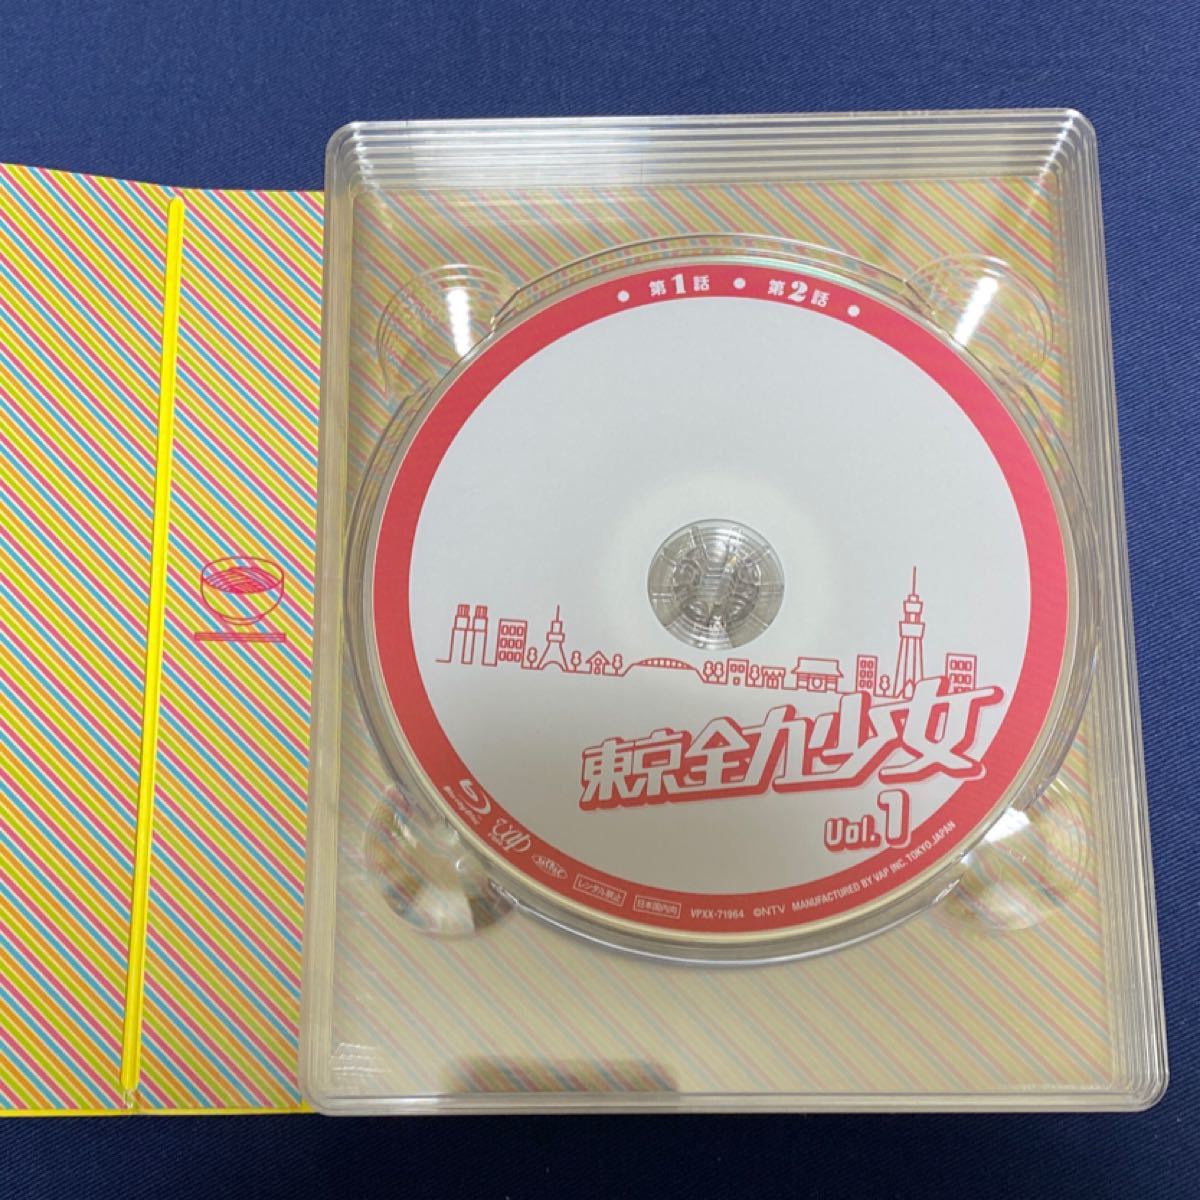 • 第1話 • 第2話 •
東京全力少女
Vol.1
レンタル禁止
日本国内向
VPXX-71964 ©NTV MANUFACTURED BY VAP INC. TOKYO, JAPAN